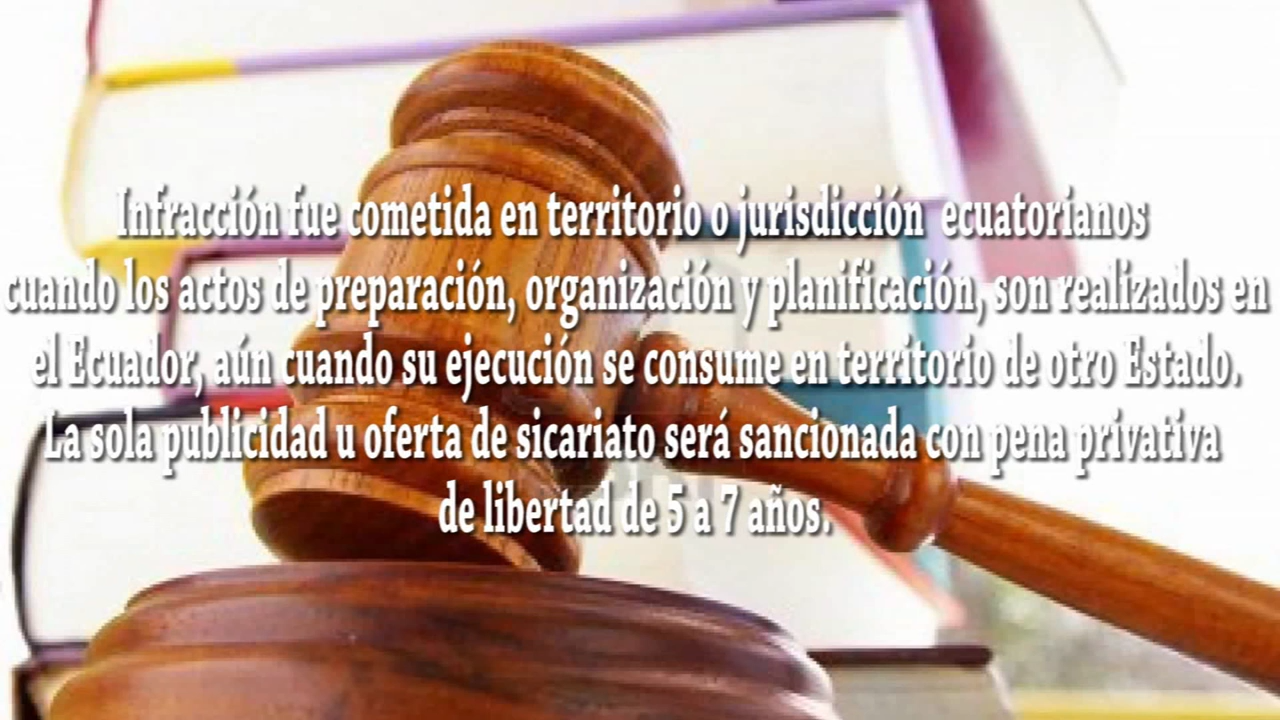 Infracción fue cometida en territorio o jurisdicción ecuatorianos
cuando los actos de preparación, organización y planificación, son realizados en
el Ecuador, aún cuando su ejecución se consume en territorio de otro Estado.
La sola publicidad u oferta de sicariato será sancionada con pena privativa
de libertad de 5 a 7 años.